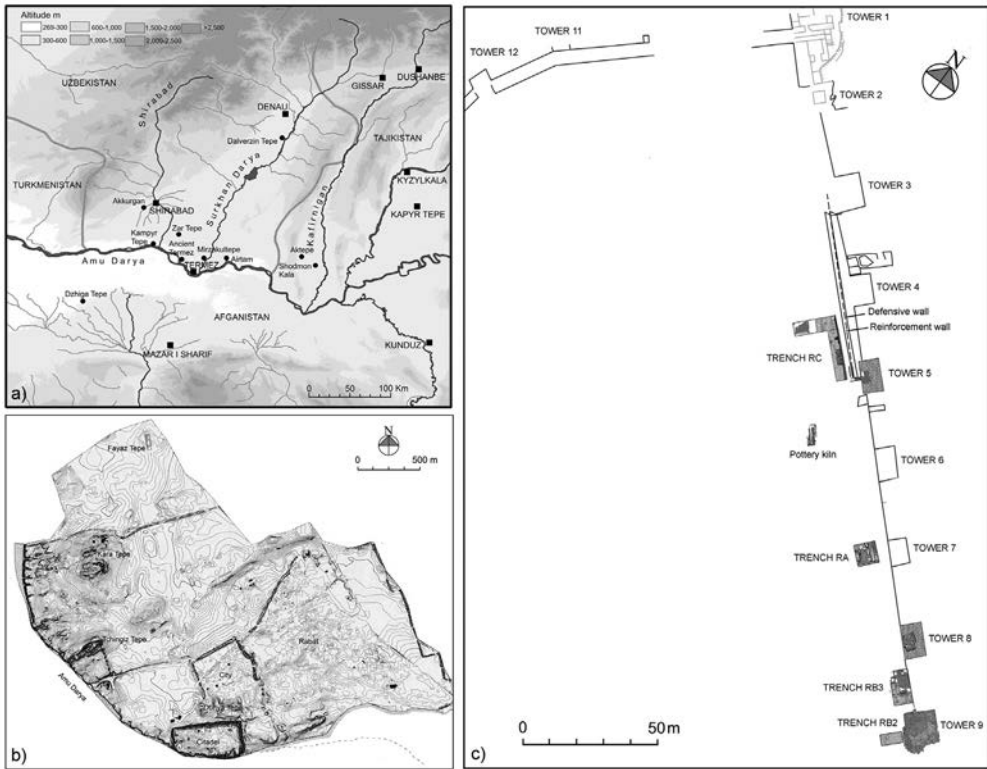 Altitude m
269-300
600-1,000
1,500-2,000
>2,500
300-600
1,000-1,500
2,000-2,500
UZBEKISTAN
Shirabad
GISSAR
DUSHANBE
DENAU
Dalverzin Tepe
TAJIKISTAN
TURKMENISTAN
Surkhan Darya
Kafirnigan
KYZYLKALA
Akkurgan
SHIRABAD
KAPYR TEPE
Zar Tepe
Kampyr Tepe
Ancient Termez
Mirzakultepe
Aktepe
Airtam
Amu Darya
TERMEZ
Shodmon Kala
Dzhiga Tepe
AFGANISTAN
MAZAR I SHARIF
KUNDUZ
0 100 Km
a)
Fayaz Tepe
N
0 500 m
Kara Tepe
Tchingiz Tepe
Rabat
City
Amu Darya
Citadel
b)
c)
TOWER 1
TOWER 11
TOWER 12
N
TOWER 2
TOWER 3
TOWER 4
Defensive wall
Reinforcement wall
TRENCH RC
TOWER 5
Pottery kiln
TOWER 6
TRENCH RA
TOWER 7
TOWER 8
TRENCH RB3
TRENCH RB2
TOWER 9
0 50 m